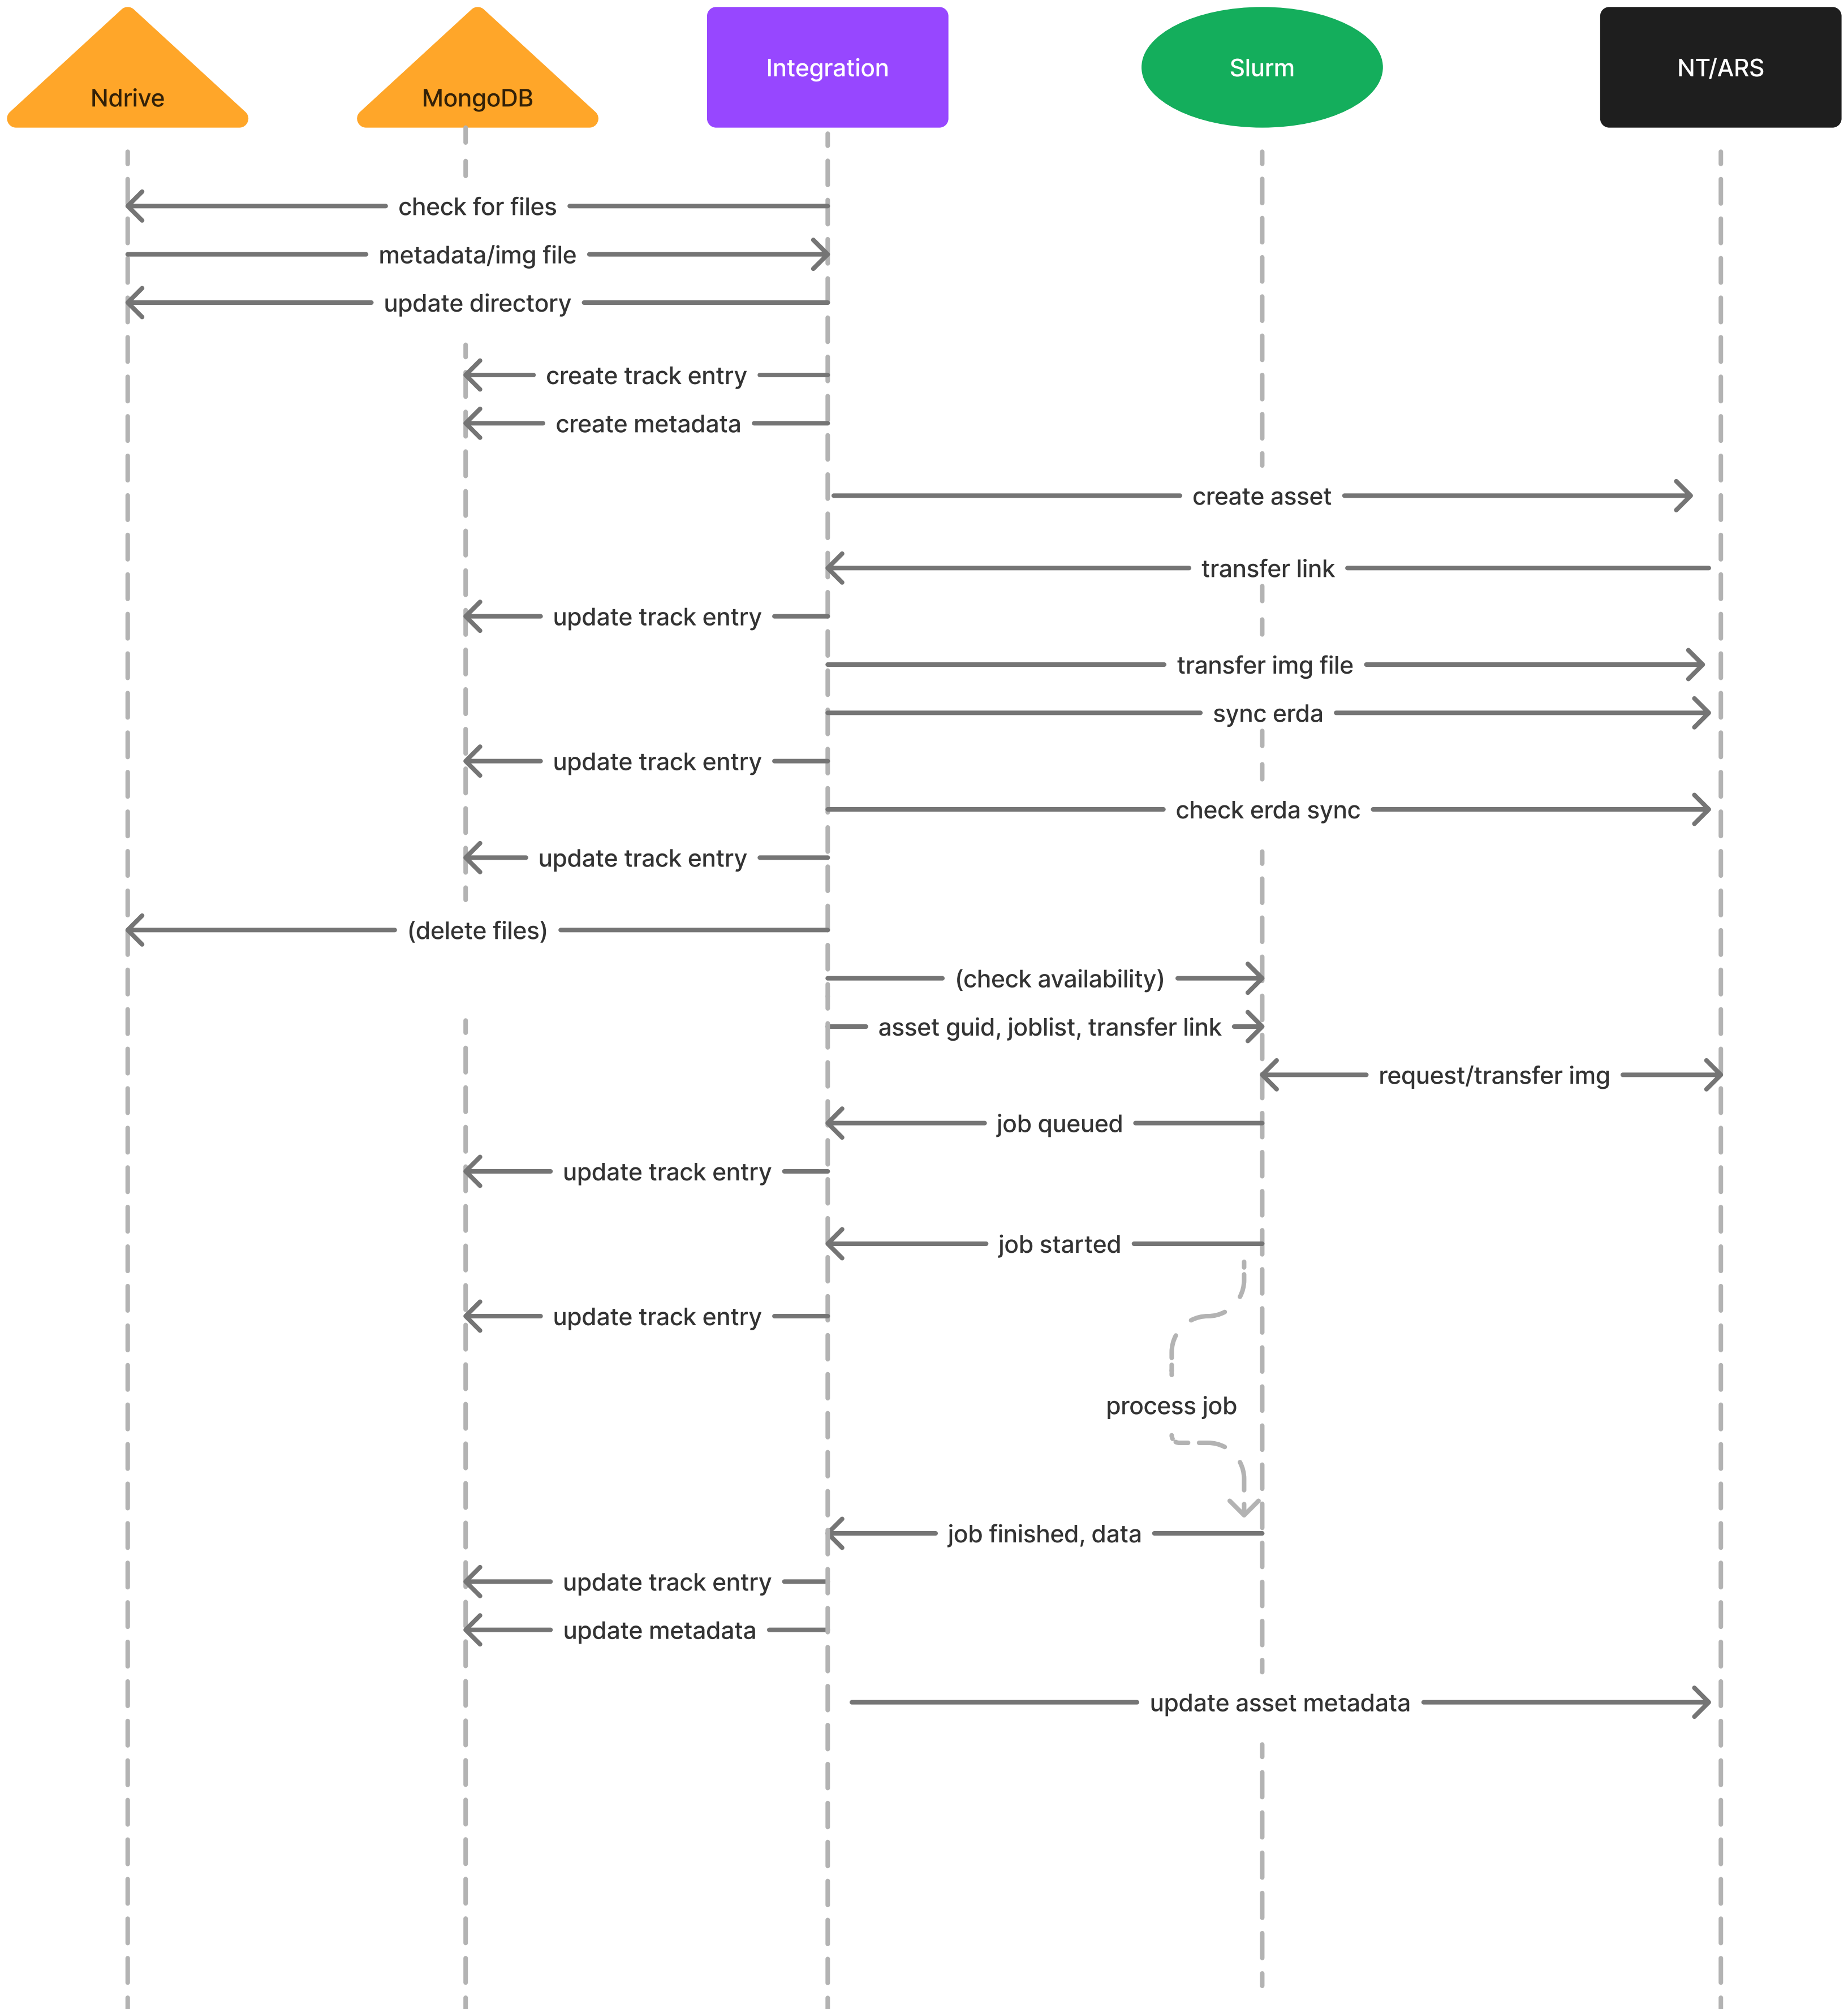 Ndrive
MongoDB
Integration
Slurm
NT/ARS
check for files
metadata/img file
update directory
create track entry
create metadata
create asset
transfer link
update track entry
transfer img file
sync erda
update track entry
check erda sync
update track entry
(delete files)
(check availability)
asset guid, joblist, transfer link
request/transfer img
job queued
update track entry
job started
update track entry
process job
job finished, data
update track entry
update metadata
update asset metadata